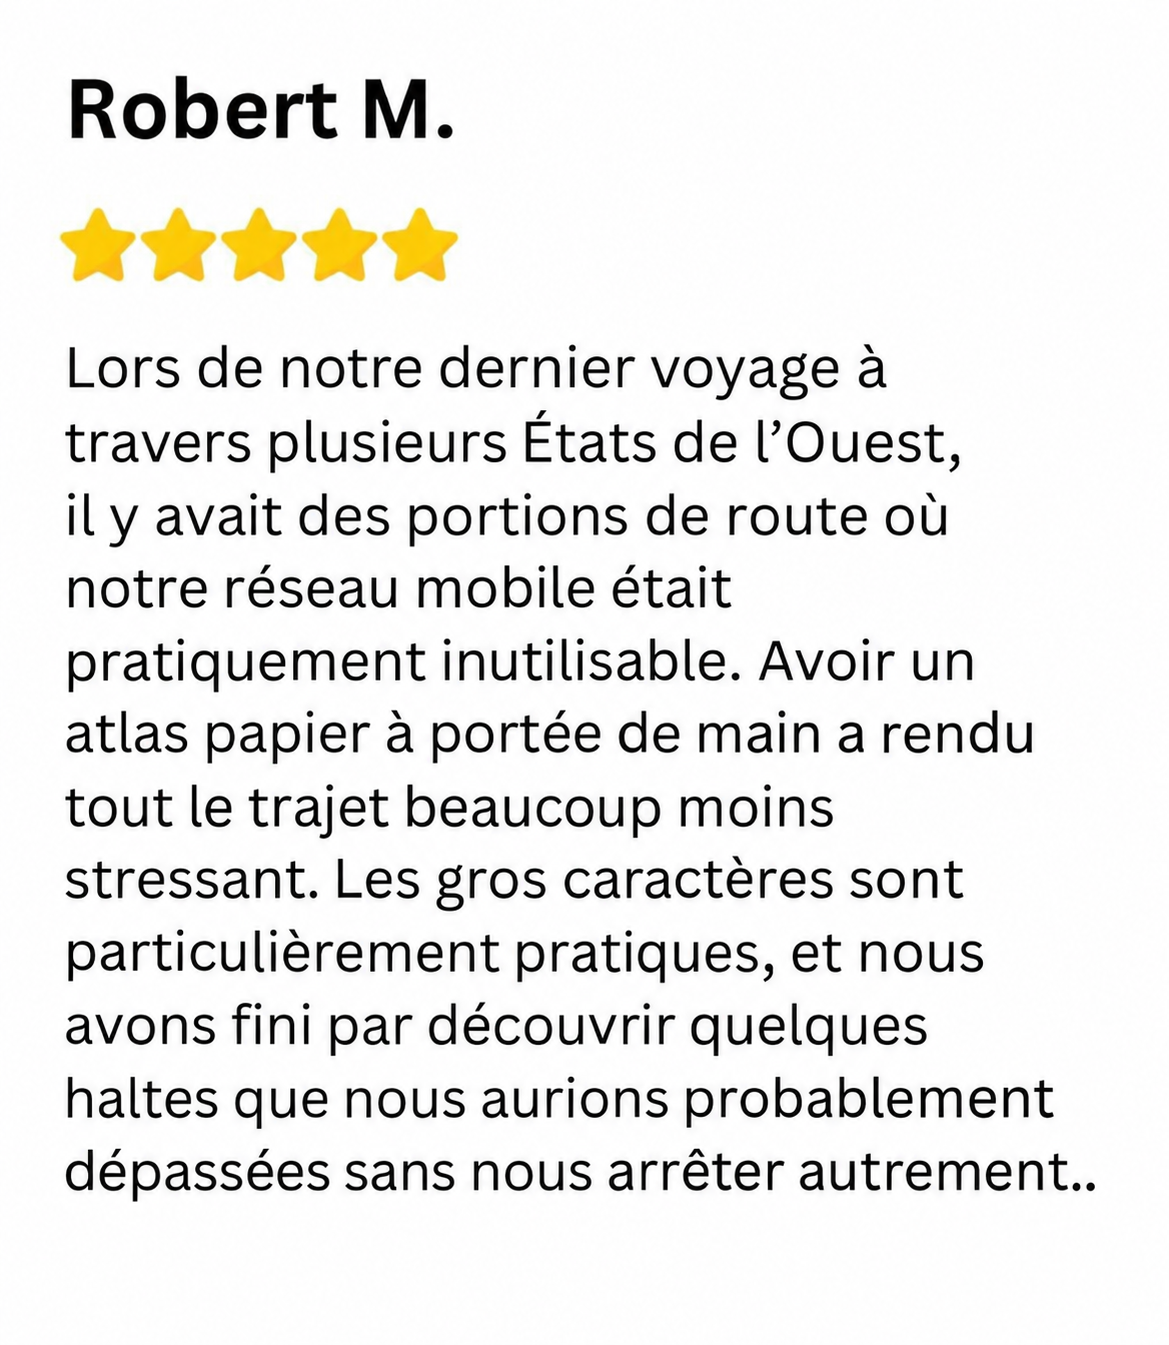 Robert M.
Lors de notre dernier voyage à
travers plusieurs États de l’Ouest,
il y avait des portions de route où
notre réseau mobile était
pratiquement inutilisable. Avoir un
atlas papier à portée de main a rendu
tout le trajet beaucoup moins
stressant. Les gros caractères sont
particulièrement pratiques, et nous
avons fini par découvrir quelques
haltes que nous aurions probablement
dépassées sans nous arrêter autrement..